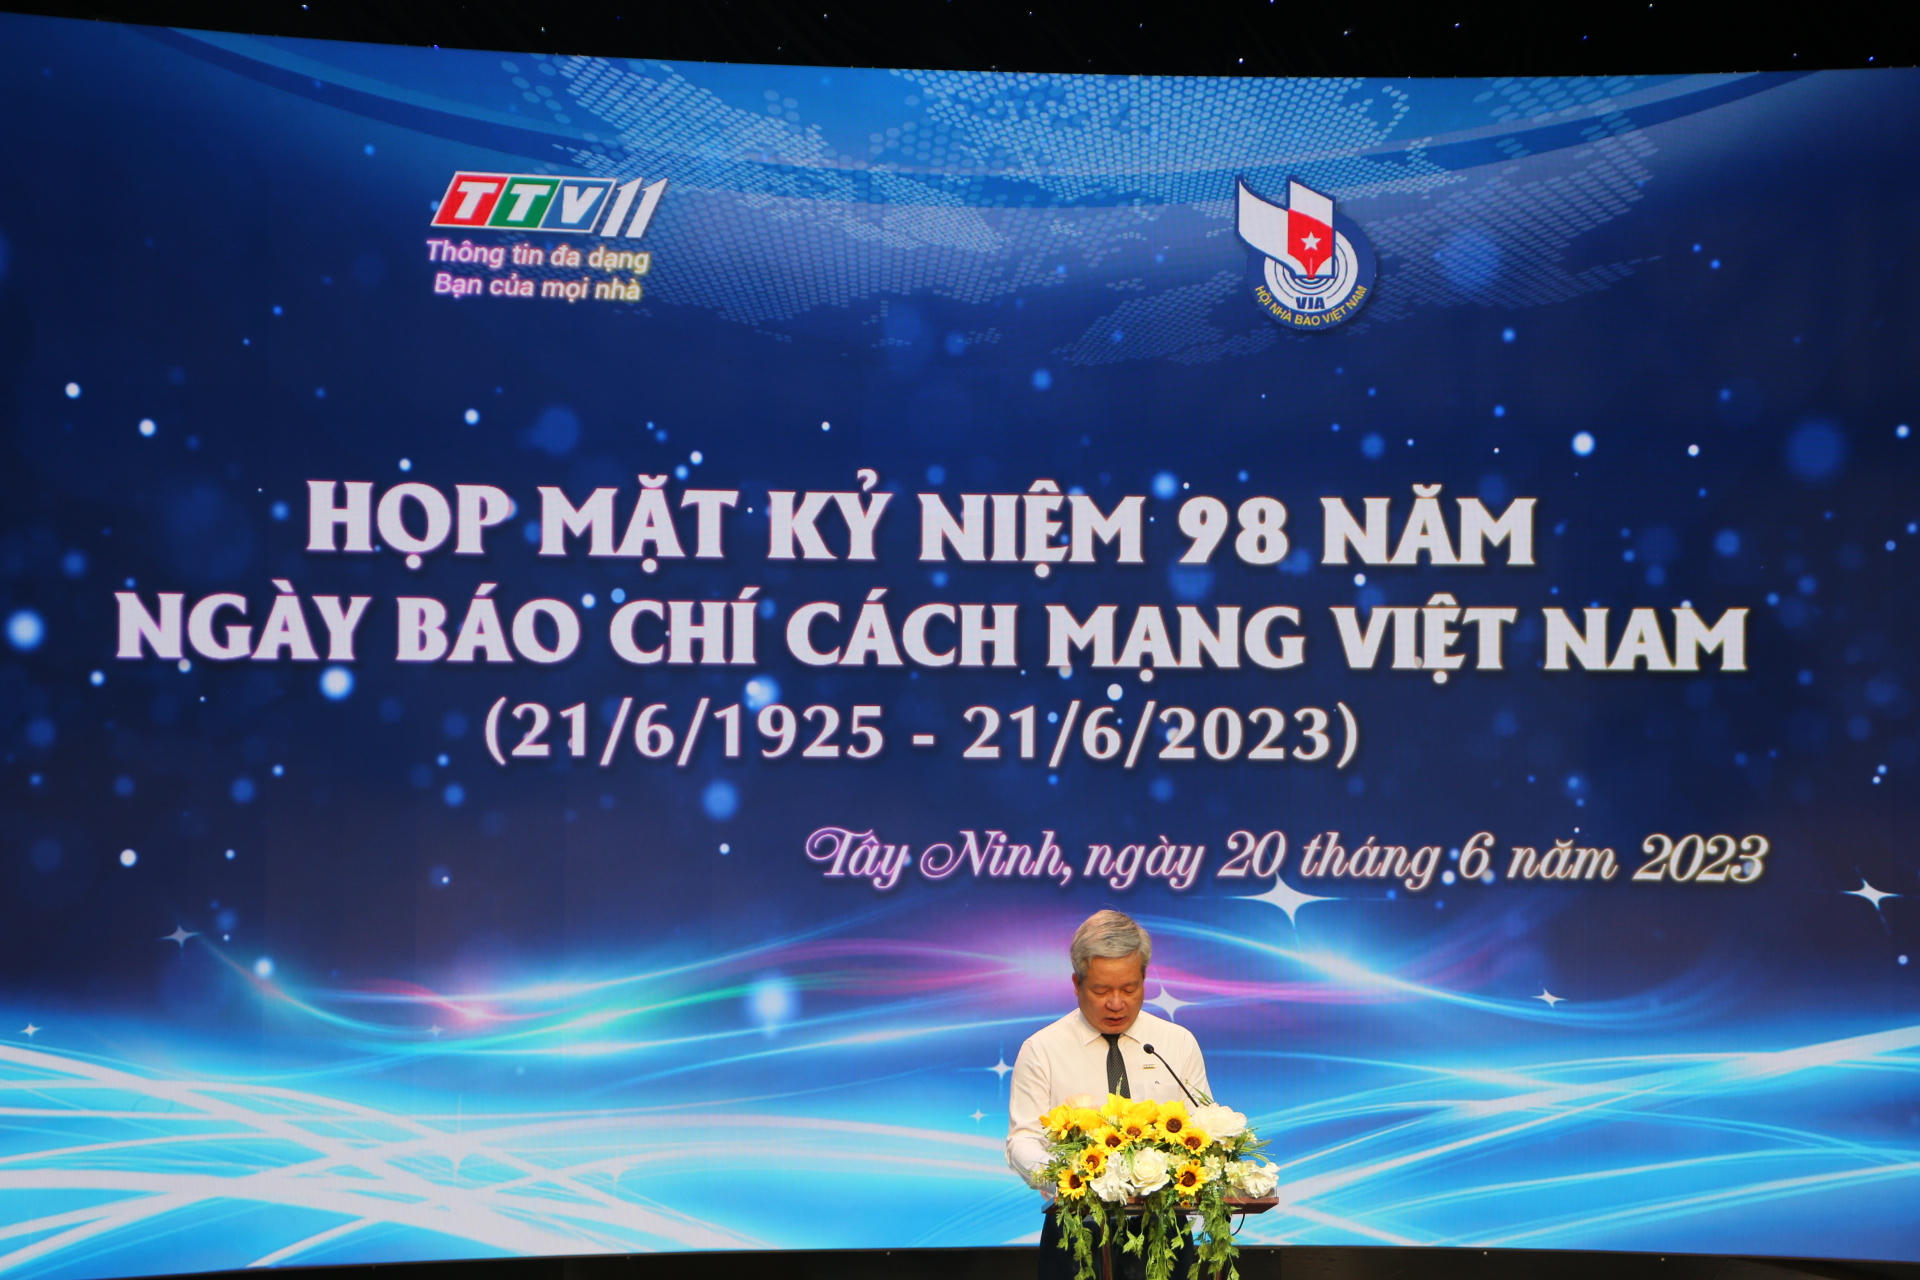 TTV11
Thông tin đa dạng
Bạn của mọi nhà
VJA
HỘI NHÀ BÁO VIỆT NAM
HỌP MẶT KỶ NIỆM 98 NĂM
NGÀY BÁO CHÍ CÁCH MẠNG VIỆT NAM
(21/6/1925 - 21/6/2023)
Tây Ninh, ngày 20 tháng 6 năm 2023